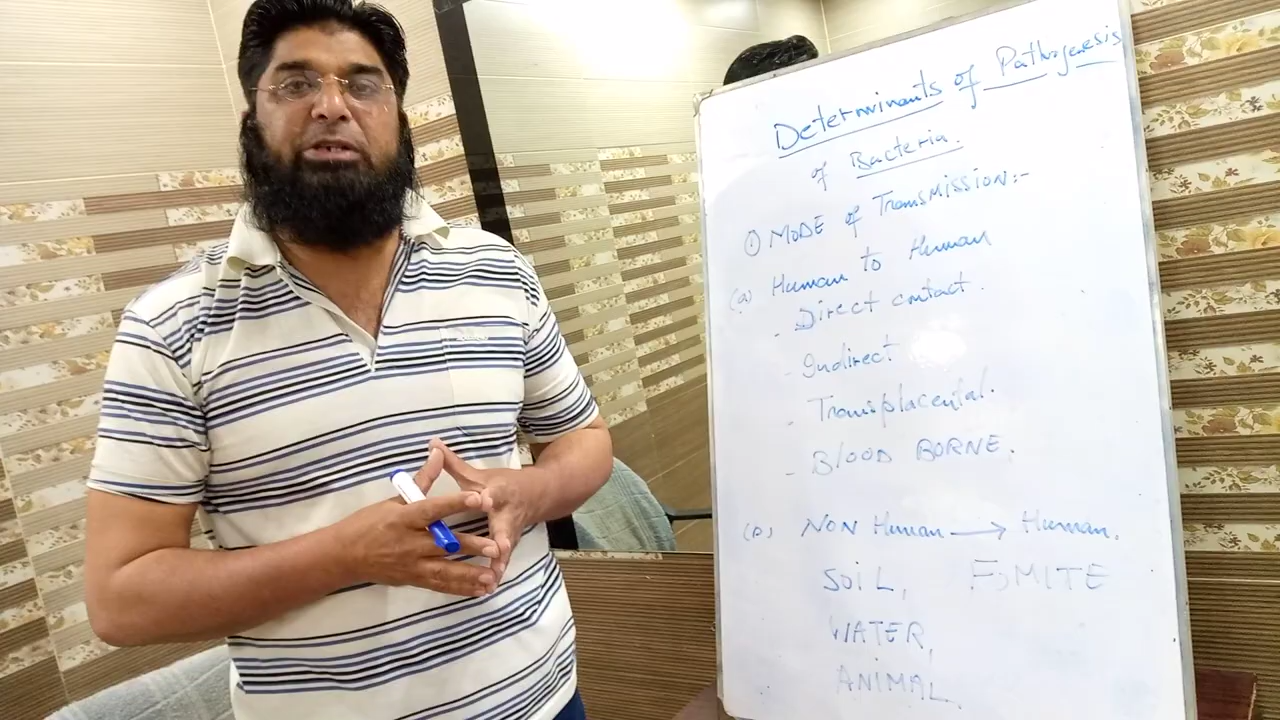 Determinants of Pathogenesis
of Bacteria.
① MODE of Transmission:-
(a) Human to Human
- Direct contact.
- Indirect
- Transplacental.
- BLOOD BORNE.
(b) NON Human → Human.
SOIL, FOMITE
WATER,
ANIMAL